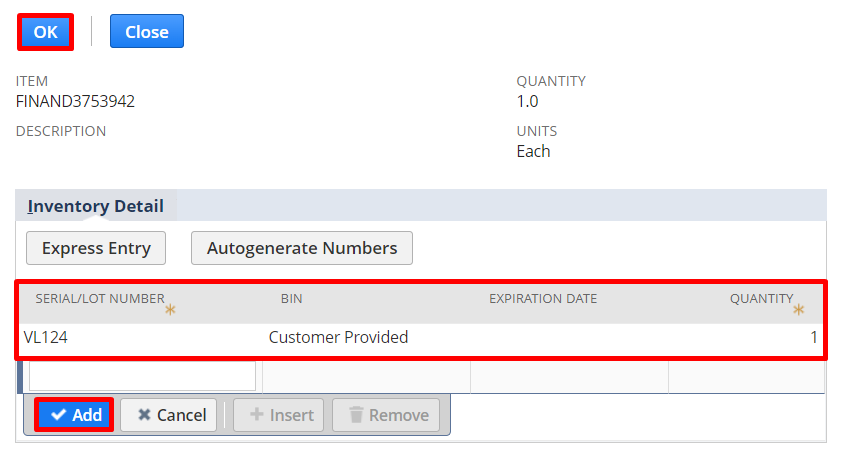 OK Close
ITEM QUANTITY
FINAND3753942 1.0
DESCRIPTION UNITS
Each
Inventory Detail
Express Entry Autogenerate Numbers
SERIAL/LOT NUMBER BIN EXPIRATION DATE QUANTITY
VL124 Customer Provided 1
Add Cancel Insert Remove